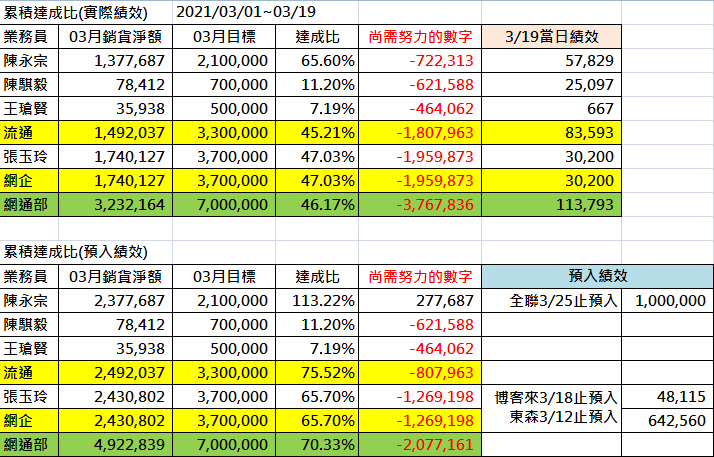 累積達成比(實際績效) 2021/03/01~03/19
業務員 03月銷貨淨額 03月目標 達成比 尚需努力的數字 3/19當日績效
陳永宗 1,377,687 2,100,000 65.60% -722,313 57,829
陳騏毅 78,412 700,000 11.20% -621,588 25,097
王瑲賢 35,938 500,000 7.19% -464,062 667
流通 1,492,037 3,300,000 45.21% -1,807,963 83,593
張玉玲 1,740,127 3,700,000 47.03% -1,959,873 30,200
網企 1,740,127 3,700,000 47.03% -1,959,873 30,200
網通部 3,232,164 7,000,000 46.17% -3,767,836 113,793
累積達成比(預入績效)
業務員 03月銷貨淨額 03月目標 達成比 尚需努力的數字 預入績效
陳永宗 2,377,687 2,100,000 113.22% 277,687 全聯3/25止預入 1,000,000
陳騏毅 78,412 700,000 11.20% -621,588
王瑲賢 35,938 500,000 7.19% -464,062
流通 2,492,037 3,300,000 75.52% -807,963
張玉玲 2,430,802 3,700,000 65.70% -1,269,198 博客來3/18止預入 48,115
網企 2,430,802 3,700,000 65.70% -1,269,198 東森3/12止預入 642,560
網通部 4,922,839 7,000,000 70.33% -2,077,161